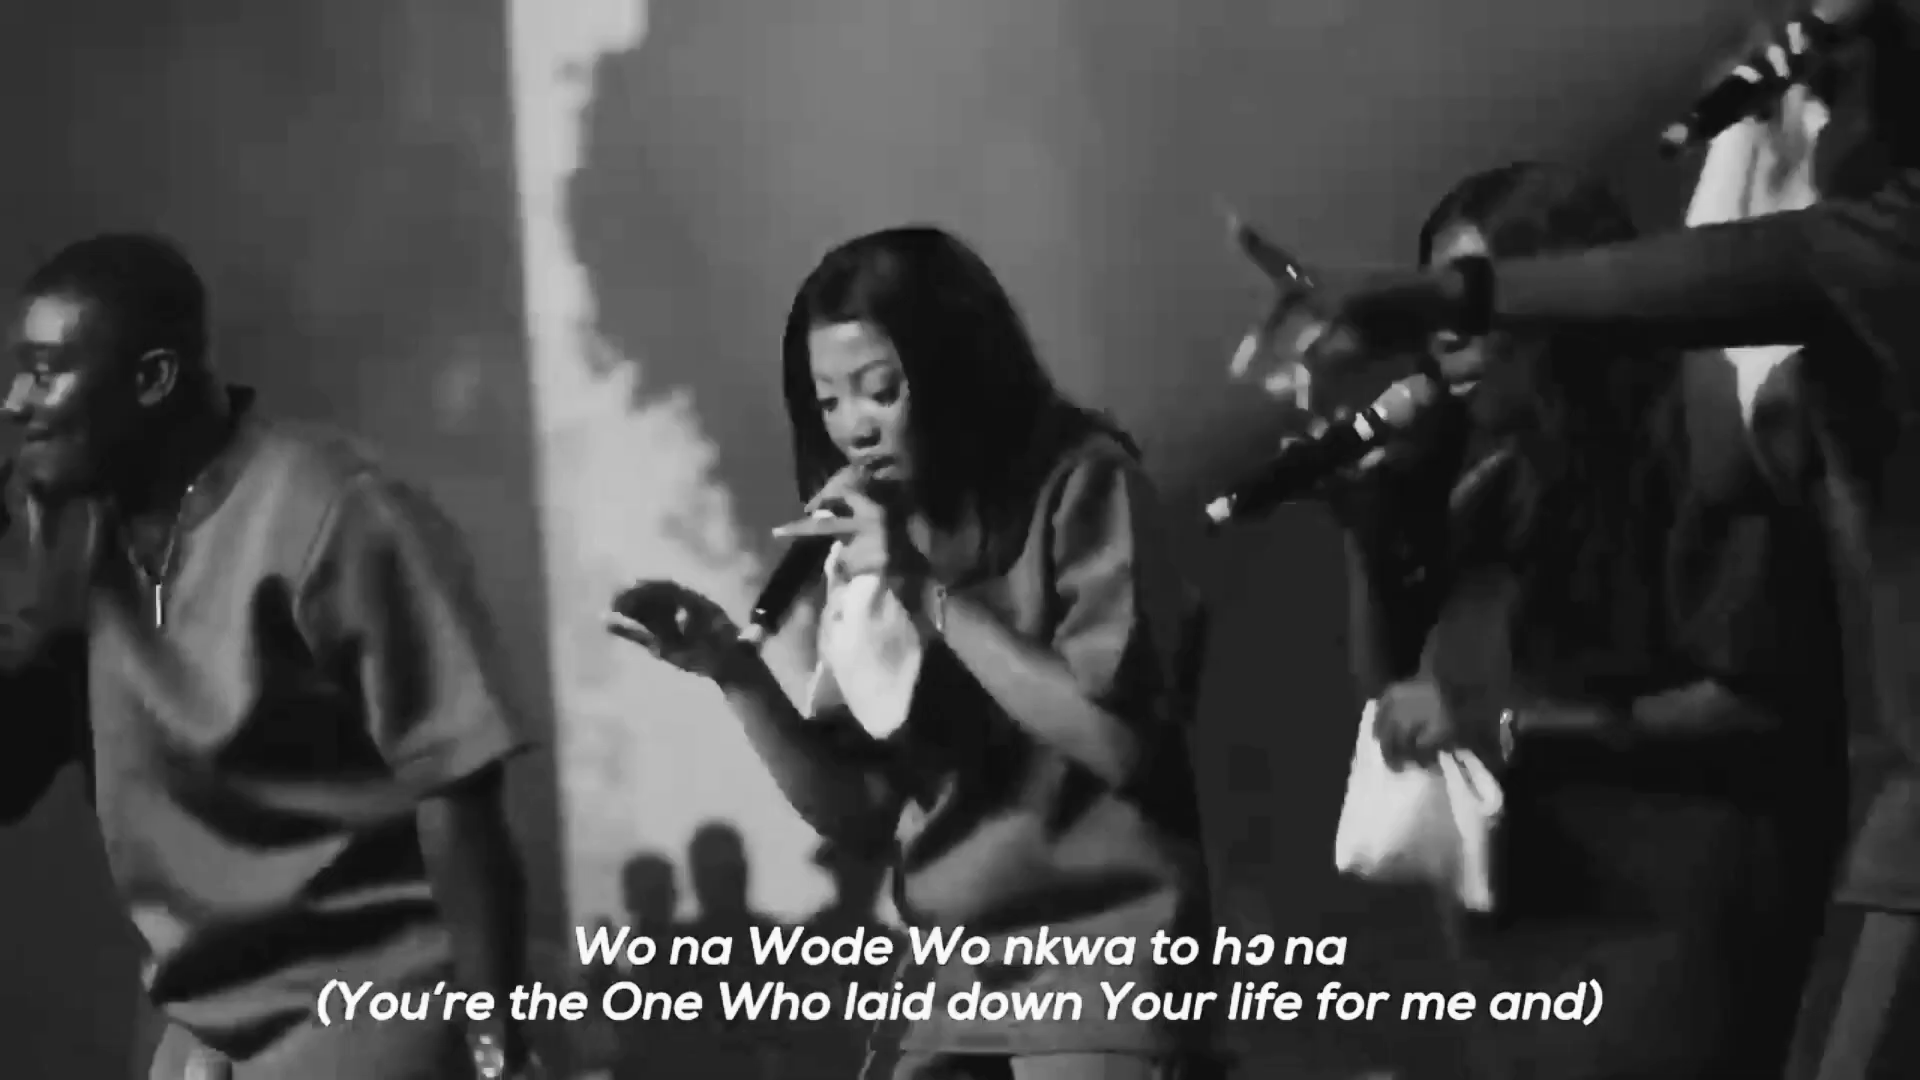 Wo na Wode Wo nkwa to hɔ na
(You're the One Who laid down Your life for me and)